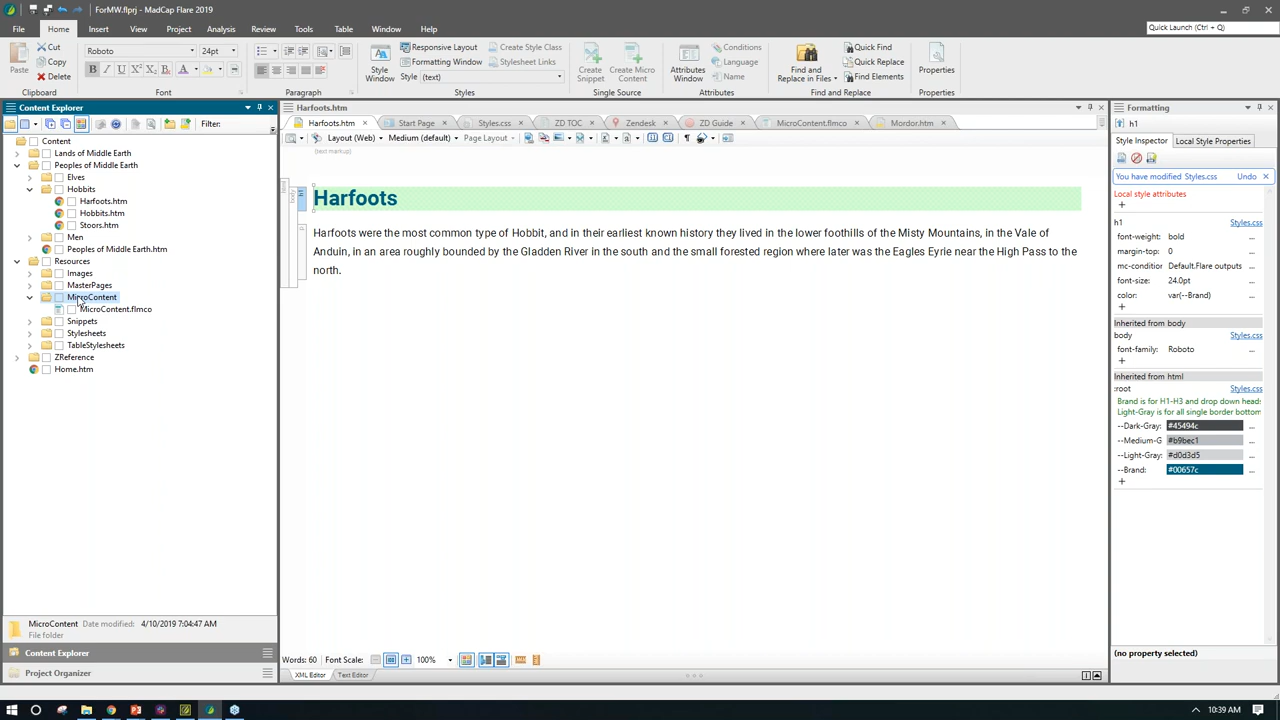 ForMW.flprj - MadCap Flare 2019
File Home Insert View Project Analysis Review Tools Table Window Help
Quick Launch (Ctrl + Q)
Paste
Cut
Copy
Delete
Clipboard
Roboto 24pt
Font
Paragraph
Style Window
Responsive Layout
Formatting Window
Style (text)
Create Style Class
Stylesheet Links
Styles
Create Snippet
Create Micro Content
Single Source
Attributes Window
Conditions
Language
Name
Attributes
Find and Replace in Files
Quick Find
Quick Replace
Find Elements
Find and Replace
Properties
Properties
Content Explorer
Filter:
Content
Lands of Middle Earth
Peoples of Middle Earth
Elves
Hobbits
Harfoots.htm
Hobbits.htm
Stoors.htm
Men
Peoples of Middle Earth.htm
Resources
Images
MasterPages
MicroContent
MicroContent.flmco
Snippets
Stylesheets
TableStylesheets
ZReference
Home.htm
MicroContent Date modified: 4/10/2019 7:04:47 AM
File folder
Content Explorer
Project Organizer
Harfoots.htm
Harfoots.htm Start Page Styles.css ZD TOC Zendesk ZD Guide MicroContent.flmco Mordor.htm
Layout (Web) Medium (default) Page Layout
html
body
h1
Harfoots
Harfoots were the most common type of Hobbit, and in their earliest known history they lived in the lower foothills of the Misty Mountains, in the Vale of
Anduin, in an area roughly bounded by the Gladden River in the south and the small forested region where later was the Eagles Eyrie near the High Pass to the
north.
Words: 60 Font Scale: 100%
XML Editor Text Editor
Formatting
h1
Style Inspector Local Style Properties
You have modified Styles.css Undo
Local style attributes
h1 Styles.css
font-weight: bold ...
margin-top: 0 ...
mc-condition Default.Flare outputs ...
font-size: 24.0pt ...
color: var(--Brand) ...
Inherited from body
body Styles.css
font-family: Roboto ...
Inherited from html
:root Styles.css
Brand is for H1-H3 and drop down heads
Light-Gray is for all single border bottom
--Dark-Gray: #45494c ...
--Medium-G #b9bec1 ...
--Light-Gray: #d0d3d5 ...
--Brand: #00657c ...
(no property selected)
10:39 AM